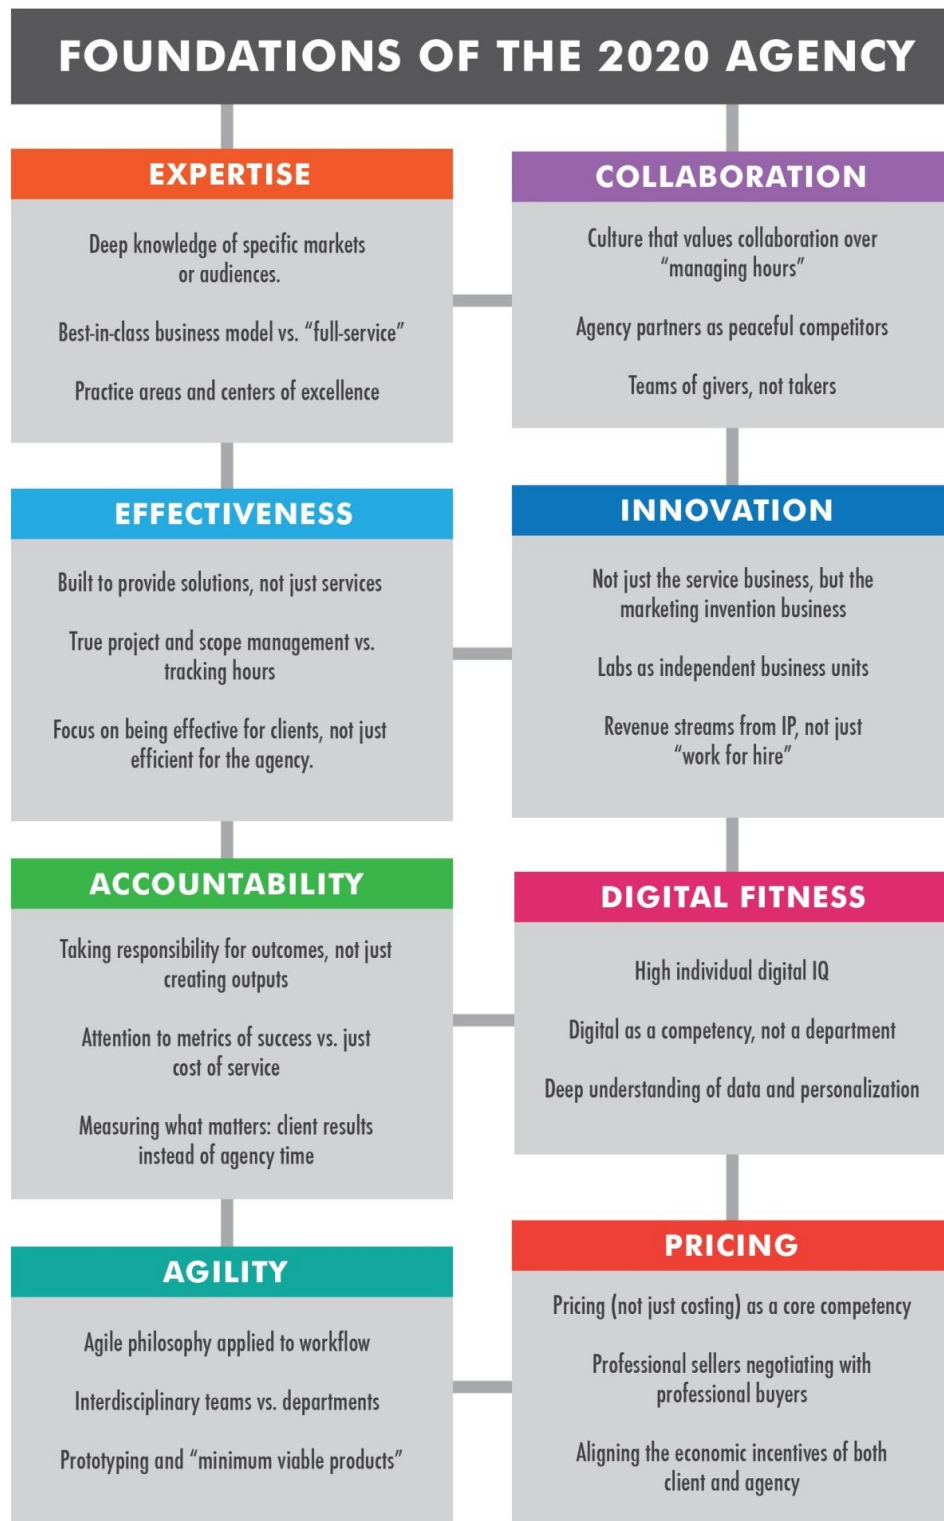 FOUNDATIONS OF THE 2020 AGENCY
EXPERTISE
Deep knowledge of specific markets
or audiences.
Best-in-class business model vs. “full-service”
Practice areas and centers of excellence
COLLABORATION
Culture that values collaboration over
“managing hours”
Agency partners as peaceful competitors
Teams of givers, not takers
EFFECTIVENESS
Built to provide solutions, not just services
True project and scope management vs.
tracking hours
Focus on being effective for clients, not just
efficient for the agency.
INNOVATION
Not just the service business, but the
marketing invention business
Labs as independent business units
Revenue streams from IP, not just
“work for hire”
ACCOUNTABILITY
Taking responsibility for outcomes, not just
creating outputs
Attention to metrics of success vs. just
cost of service
Measuring what matters: client results
instead of agency time
DIGITAL FITNESS
High individual digital IQ
Digital as a competency, not a department
Deep understanding of data and personalization
AGILITY
Agile philosophy applied to workflow
Interdisciplinary teams vs. departments
Prototyping and “minimum viable products”
PRICING
Pricing (not just costing) as a core competency
Professional sellers negotiating with
professional buyers
Aligning the economic incentives of both
client and agency